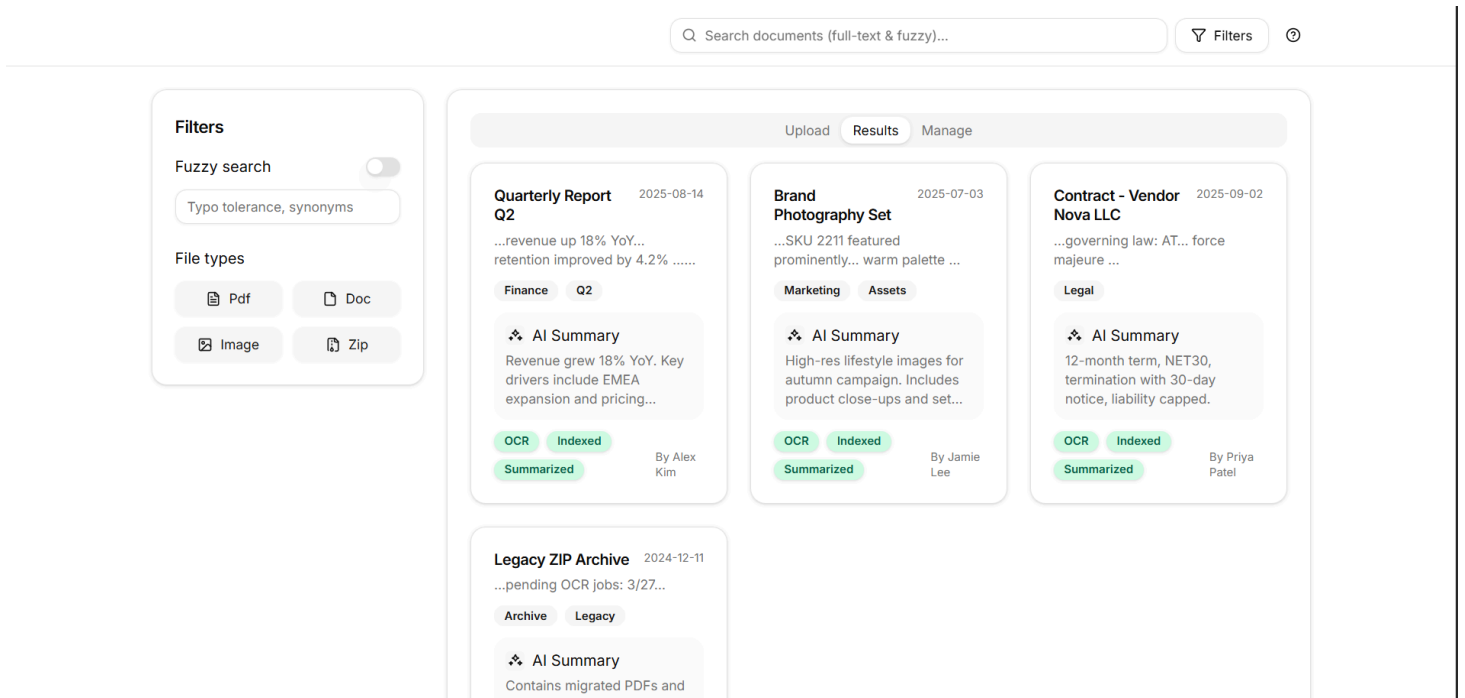 Search documents (full-text & fuzzy)...
Filters
Filters
Fuzzy search
Typo tolerance, synonyms
File types
Pdf
Doc
Image
Zip
Upload
Results
Manage
Quarterly Report
Q2
2025-08-14
...revenue up 18% YoY...
retention improved by 4.2% ......
Finance
Q2
AI Summary
Revenue grew 18% YoY. Key
drivers include EMEA
expansion and pricing...
OCR
Indexed
Summarized
By Alex
Kim
Brand
Photography Set
2025-07-03
...SKU 2211 featured
prominently... warm palette ...
Marketing
Assets
AI Summary
High-res lifestyle images for
autumn campaign. Includes
product close-ups and set...
OCR
Indexed
Summarized
By Jamie
Lee
Contract - Vendor
Nova LLC
2025-09-02
...governing law: AT... force
majeure ...
Legal
AI Summary
12-month term, NET30,
termination with 30-day
notice, liability capped.
OCR
Indexed
Summarized
By Priya
Patel
Legacy ZIP Archive
2024-12-11
...pending OCR jobs: 3/27...
Archive
Legacy
AI Summary
Contains migrated PDFs and